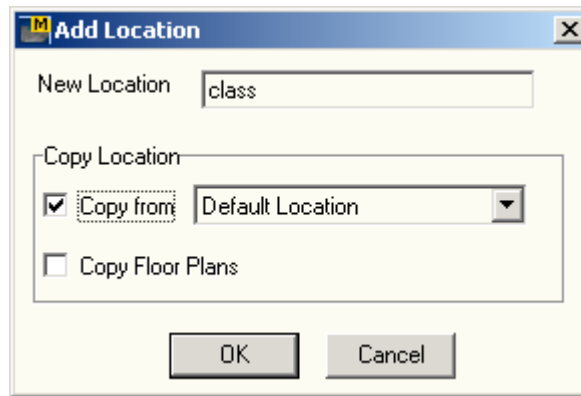 M Add Location
New Location class
Copy Location
Copy from Default Location
Copy Floor Plans
OK Cancel